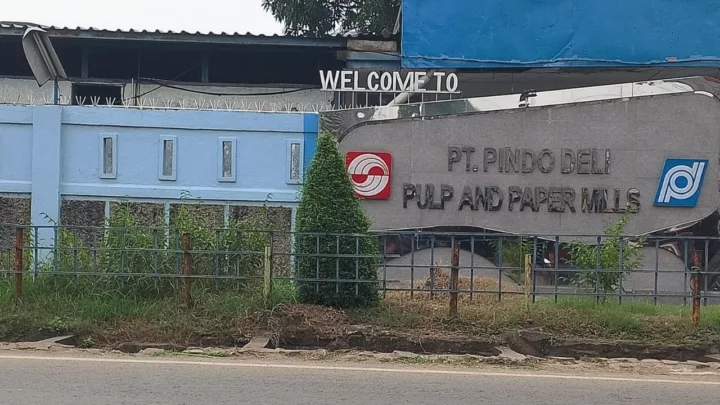 WELCOME TO
PT. PINDO DELI
PULP AND PAPER MILLS